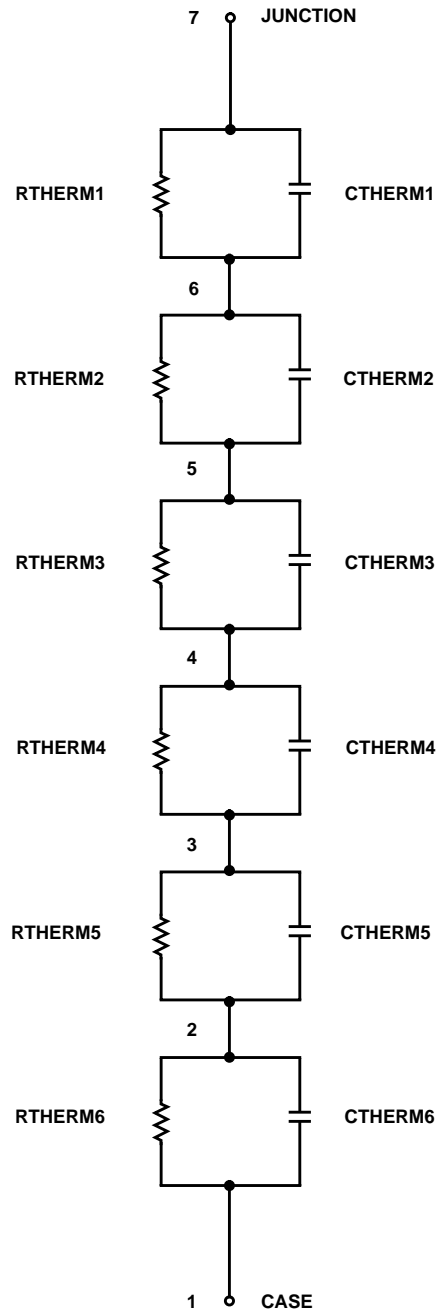 7 JUNCTION
RTHERM1 CTHERM1
6
RTHERM2 CTHERM2
5
RTHERM3 CTHERM3
4
RTHERM4 CTHERM4
3
RTHERM5 CTHERM5
2
RTHERM6 CTHERM6
1 CASE